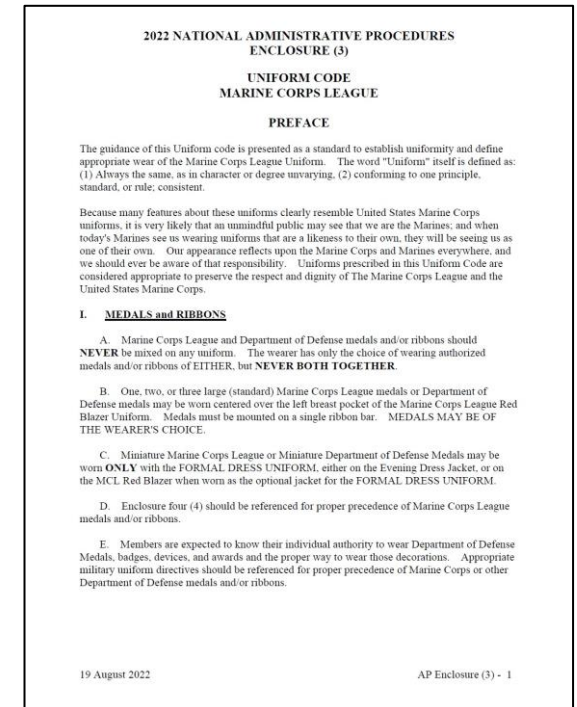 2022 NATIONAL ADMINISTRATIVE PROCEDURES
ENCLOSURE (3)
UNIFORM CODE
MARINE CORPS LEAGUE
PREFACE
The guidance of this Uniform code is presented as a standard to establish uniformity and define
appropriate wear of the Marine Corps League Uniform. The word "Uniform" itself is defined as:
(1) Always the same, as in character or degree unvarying, (2) conforming to one principle,
standard, or rule; consistent.
Because many features about these uniforms clearly resemble United States Marine Corps
uniforms, it is very likely that an unmindful public may see that we are the Marines; and when
today's Marines see us wearing uniforms that are a likeness to their own, they will be seeing us as
one of their own. Our appearance reflects upon the Marine Corps and Marines everywhere, and
we should ever be aware of that responsibility. Uniforms prescribed in this Uniform Code are
considered appropriate to preserve the respect and dignity of The Marine Corps League and the
United States Marine Corps.
I. MEDALS and RIBBONS
A. Marine Corps League and Department of Defense medals and/or ribbons should
NEVER be mixed on any uniform. The wearer has only the choice of wearing authorized
medals and/or ribbons of EITHER, but NEVER BOTH TOGETHER.
B. One, two, or three large (standard) Marine Corps League medals or Department of
Defense medals may be worn centered over the left breast pocket of the Marine Corps League Red
Blazer Uniform. Medals must be mounted on a single ribbon bar. MEDALS MAY BE OF
THE WEARER'S CHOICE.
C. Miniature Marine Corps League or Miniature Department of Defense Medals may be
worn ONLY with the FORMAL DRESS UNIFORM, either on the Evening Dress Jacket, or on
the MCL Red Blazer when worn as the optional jacket for the FORMAL DRESS UNIFORM.
D. Enclosure four (4) should be referenced for proper precedence of Marine Corps League
medals and/or ribbons.
E. Members are expected to know their individual authority to wear Department of Defense
Medals, badges, devices, and awards and the proper way to wear those decorations. Appropriate
military uniform directives should be referenced for proper precedence of Marine Corps or other
Department of Defense medals and/or ribbons.
19 August 2022 AP Enclosure (3) - 1